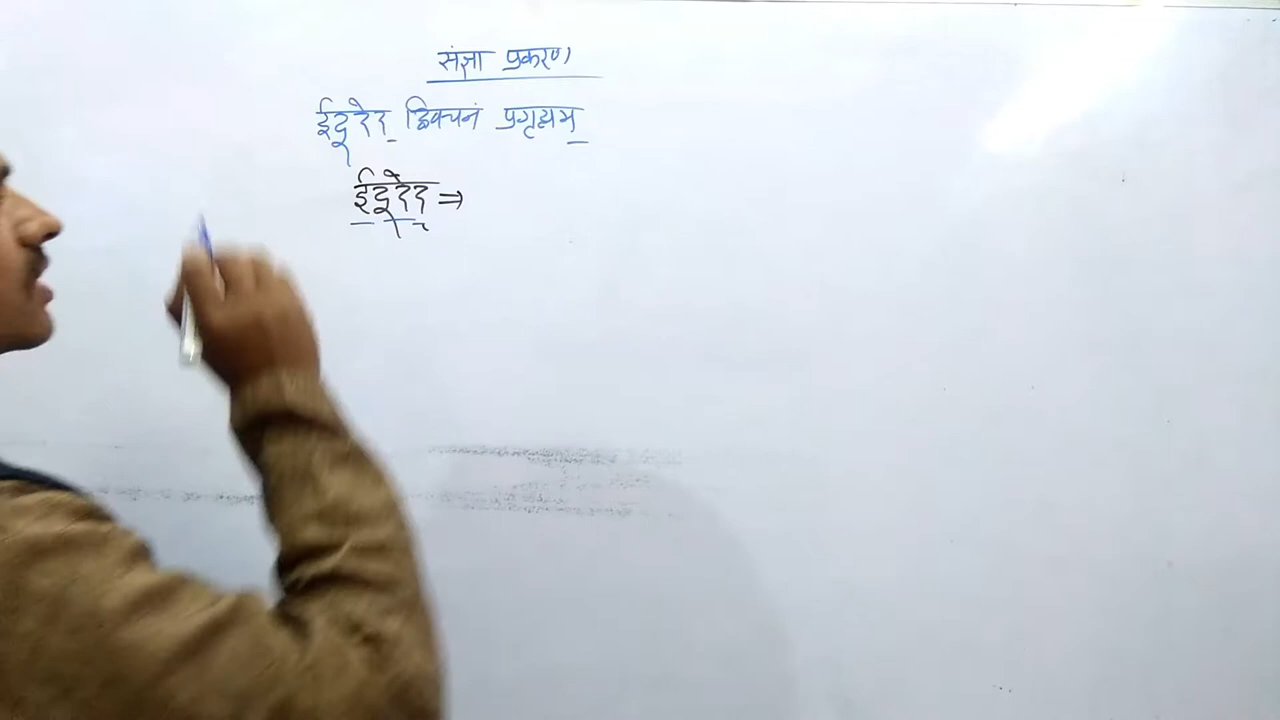 संज्ञा प्रकरण
ईदूदेद् द्विवचनं प्रगृह्यम्
ईदूदेद ⇒